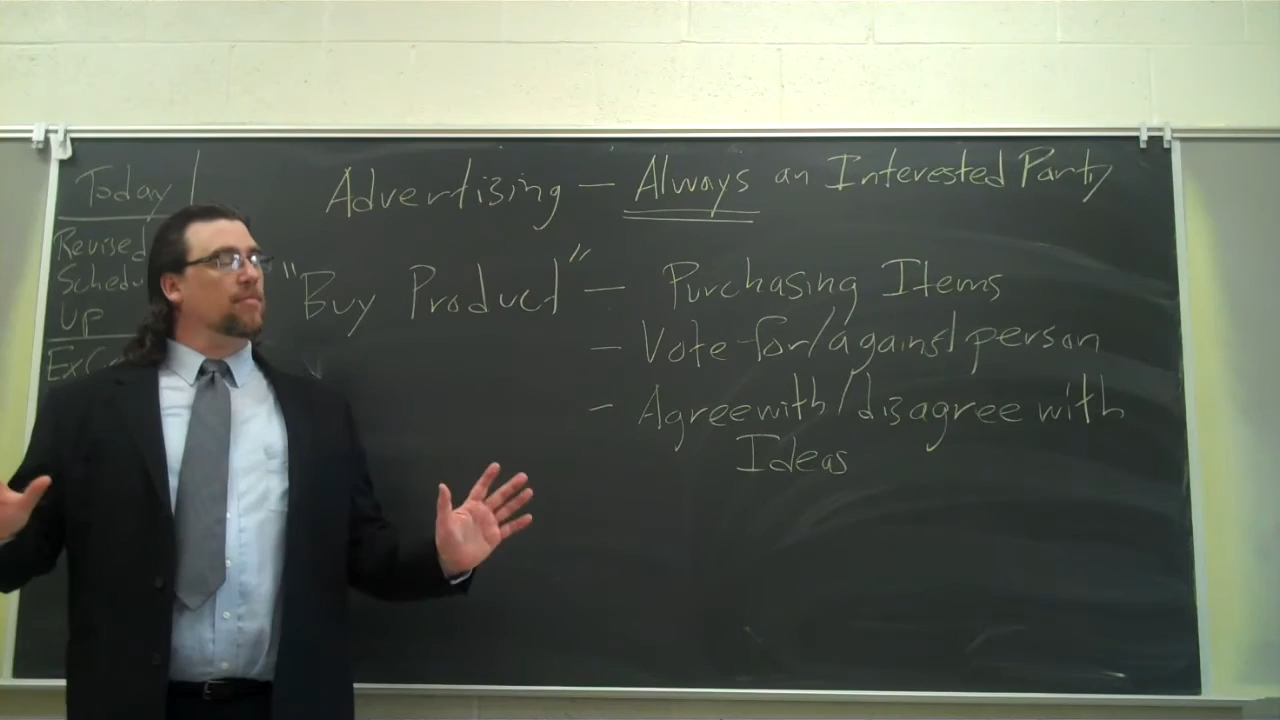 Today
Revised
Up
Advertising — Always an Interested Party
"Buy Product" — Purchasing Items
- Vote for/against person
- Agree with/disagree with
Ideas